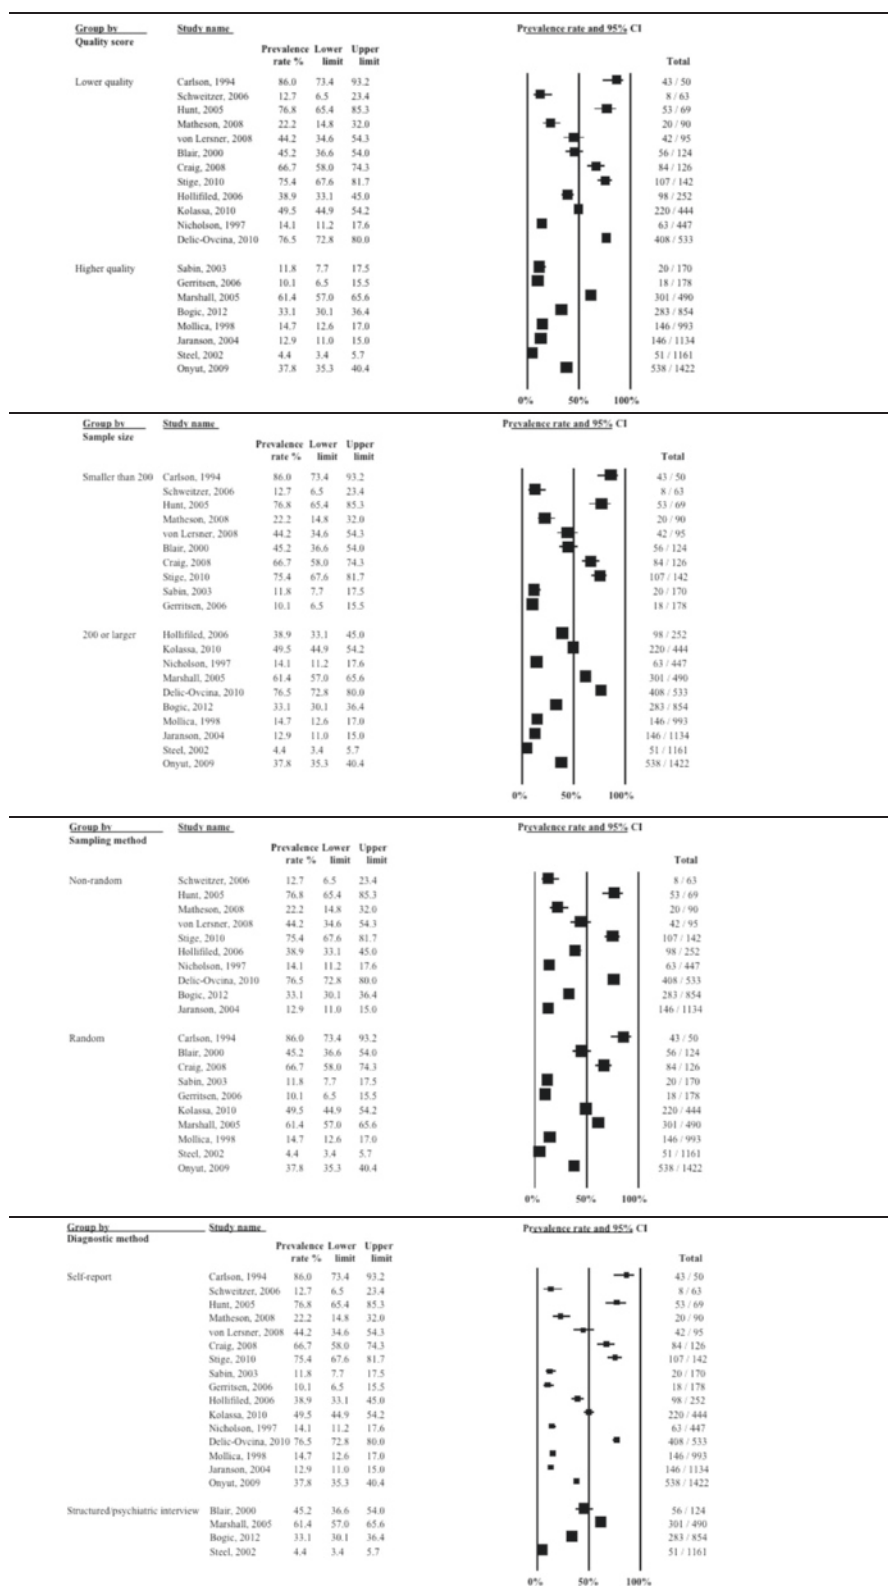 Group by Study name Prevalence rate and 95% CI
Quality score
Prevalence Lower Upper
rate % limit limit Total
Lower quality Carlson, 1994 86.0 73.4 93.2 43 / 50
Schweitzer, 2006 12.7 6.5 23.4 8 / 63
Hunt, 2005 76.8 65.4 85.3 53 / 69
Matheson, 2008 22.2 14.8 32.0 20 / 90
von Lersner, 2008 44.2 34.6 54.3 42 / 95
Blair, 2000 45.2 36.6 54.0 56 / 124
Craig, 2008 66.7 58.0 74.3 84 / 126
Stige, 2010 75.4 67.6 81.7 107 / 142
Hollifiled, 2006 38.9 33.1 45.0 98 / 252
Kolassa, 2010 49.5 44.9 54.2 220 / 444
Nicholson, 1997 14.1 11.2 17.6 63 / 447
Delic-Ovcina, 2010 76.5 72.8 80.0 408 / 533
Higher quality Sabin, 2003 11.8 7.7 17.5 20 / 170
Gerritsen, 2006 10.1 6.5 15.5 18 / 178
Marshall, 2005 61.4 57.0 65.6 301 / 490
Bogic, 2012 33.1 30.1 36.4 283 / 854
Mollica, 1998 14.7 12.6 17.0 146 / 993
Jaranson, 2004 12.9 11.0 15.0 146 / 1134
Steel, 2002 4.4 3.4 5.7 51 / 1161
Onyut, 2009 37.8 35.3 40.4 538 / 1422
0% 50% 100%
Group by Study name Prevalence rate and 95% CI
Sample size
Prevalence Lower Upper
rate % limit limit Total
Smaller than 200 Carlson, 1994 86.0 73.4 93.2 43 / 50
Schweitzer, 2006 12.7 6.5 23.4 8 / 63
Hunt, 2005 76.8 65.4 85.3 53 / 69
Matheson, 2008 22.2 14.8 32.0 20 / 90
von Lersner, 2008 44.2 34.6 54.3 42 / 95
Blair, 2000 45.2 36.6 54.0 56 / 124
Craig, 2008 66.7 58.0 74.3 84 / 126
Stige, 2010 75.4 67.6 81.7 107 / 142
Sabin, 2003 11.8 7.7 17.5 20 / 170
Gerritsen, 2006 10.1 6.5 15.5 18 / 178
200 or larger Hollifiled, 2006 38.9 33.1 45.0 98 / 252
Kolassa, 2010 49.5 44.9 54.2 220 / 444
Nicholson, 1997 14.1 11.2 17.6 63 / 447
Marshall, 2005 61.4 57.0 65.6 301 / 490
Delic-Ovcina, 2010 76.5 72.8 80.0 408 / 533
Bogic, 2012 33.1 30.1 36.4 283 / 854
Mollica, 1998 14.7 12.6 17.0 146 / 993
Jaranson, 2004 12.9 11.0 15.0 146 / 1134
Steel, 2002 4.4 3.4 5.7 51 / 1161
Onyut, 2009 37.8 35.3 40.4 538 / 1422
0% 50% 100%
Group by Study name Prevalence rate and 95% CI
Sampling method
Prevalence Lower Upper
rate % limit limit Total
Non-random Schweitzer, 2006 12.7 6.5 23.4 8 / 63
Hunt, 2005 76.8 65.4 85.3 53 / 69
Matheson, 2008 22.2 14.8 32.0 20 / 90
von Lersner, 2008 44.2 34.6 54.3 42 / 95
Stige, 2010 75.4 67.6 81.7 107 / 142
Hollifiled, 2006 38.9 33.1 45.0 98 / 252
Nicholson, 1997 14.1 11.2 17.6 63 / 447
Delic-Ovcina, 2010 76.5 72.8 80.0 408 / 533
Bogic, 2012 33.1 30.1 36.4 283 / 854
Jaranson, 2004 12.9 11.0 15.0 146 / 1134
Random Carlson, 1994 86.0 73.4 93.2 43 / 50
Blair, 2000 45.2 36.6 54.0 56 / 124
Craig, 2008 66.7 58.0 74.3 84 / 126
Sabin, 2003 11.8 7.7 17.5 20 / 170
Gerritsen, 2006 10.1 6.5 15.5 18 / 178
Kolassa, 2010 49.5 44.9 54.2 220 / 444
Marshall, 2005 61.4 57.0 65.6 301 / 490
Mollica, 1998 14.7 12.6 17.0 146 / 993
Steel, 2002 4.4 3.4 5.7 51 / 1161
Onyut, 2009 37.8 35.3 40.4 538 / 1422
0% 50% 100%
Group by Study name Prevalence rate and 95% CI
Diagnostic method
Prevalence Lower Upper
rate % limit limit Total
Self-report Carlson, 1994 86.0 73.4 93.2 43 / 50
Schweitzer, 2006 12.7 6.5 23.4 8 / 63
Hunt, 2005 76.8 65.4 85.3 53 / 69
Matheson, 2008 22.2 14.8 32.0 20 / 90
von Lersner, 2008 44.2 34.6 54.3 42 / 95
Craig, 2008 66.7 58.0 74.3 84 / 126
Stige, 2010 75.4 67.6 81.7 107 / 142
Sabin, 2003 11.8 7.7 17.5 20 / 170
Gerritsen, 2006 10.1 6.5 15.5 18 / 178
Hollifiled, 2006 38.9 33.1 45.0 98 / 252
Kolassa, 2010 49.5 44.9 54.2 220 / 444
Nicholson, 1997 14.1 11.2 17.6 63 / 447
Delic-Ovcina, 2010 76.5 72.8 80.0 408 / 533
Mollica, 1998 14.7 12.6 17.0 146 / 993
Jaranson, 2004 12.9 11.0 15.0 146 / 1134
Onyut, 2009 37.8 35.3 40.4 538 / 1422
Structured/psychiatric interview Blair, 2000 45.2 36.6 54.0 56 / 124
Marshall, 2005 61.4 57.0 65.6 301 / 490
Bogic, 2012 33.1 30.1 36.4 283 / 854
Steel, 2002 4.4 3.4 5.7 51 / 1161
0% 50% 100%